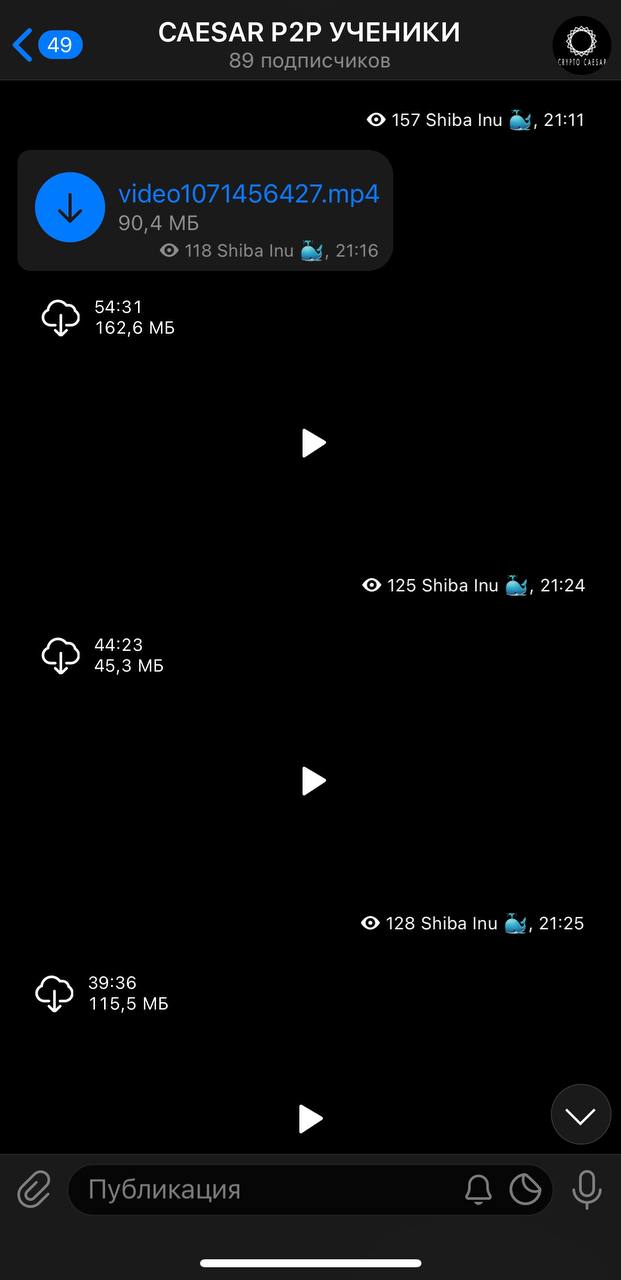 49
CAESAR P2P УЧЕНИКИ
89 подписчиков
CRYPTO CAESAR
157 Shiba Inu 🐳, 21:11
video1071456427.mp4
90,4 МБ
118 Shiba Inu 🐳, 21:16
54:31
162,6 МБ
125 Shiba Inu 🐳, 21:24
44:23
45,3 МБ
128 Shiba Inu 🐳, 21:25
39:36
115,5 МБ
Публикация